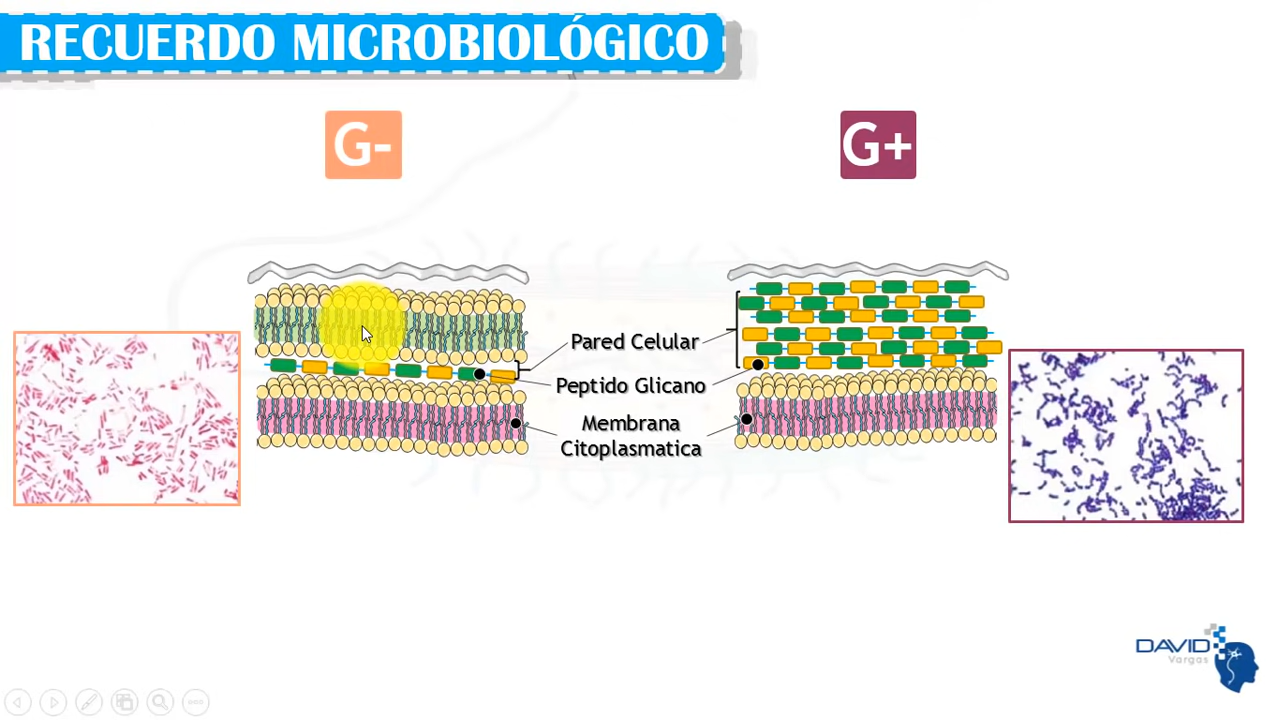 RECUERDO MICROBIOLÓGICO
G-
G+
Pared Celular
Peptido Glicano
Membrana
Citoplasmatica
DAVID
Vargas